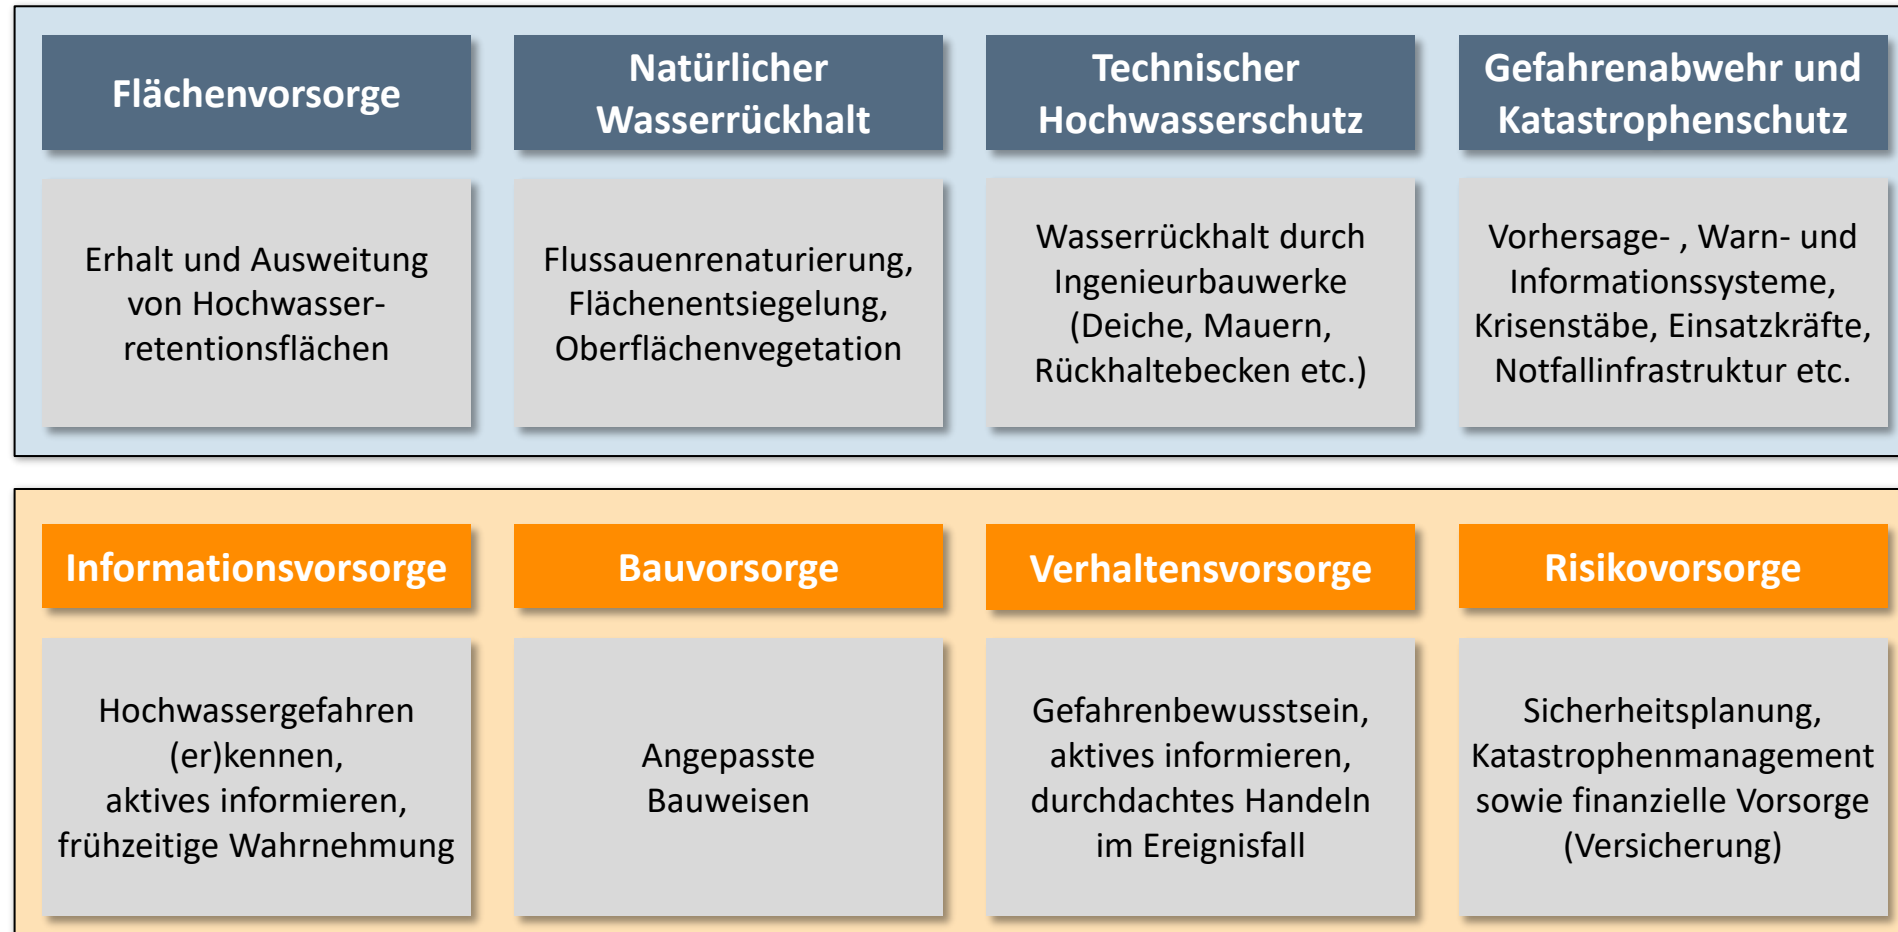 Flächenvorsorge
Erhalt und Ausweitung
von Hochwasser-
retentionsflächen
Natürlicher
Wasserrückhalt
Flussauenrenaturierung,
Flächenentsiegelung,
Oberflächenvegetation
Technischer
Hochwasserschutz
Wasserrückhalt durch
Ingenieurbauwerke
(Deiche, Mauern,
Rückhaltebecken etc.)
Gefahrenabwehr und
Katastrophenschutz
Vorhersage- , Warn- und
Informationssysteme,
Krisenstäbe, Einsatzkräfte,
Notfallinfrastruktur etc.
Informationsvorsorge
Hochwassergefahren
(er)kennen,
aktives informieren,
frühzeitige Wahrnehmung
Bauvorsorge
Angepasste
Bauweisen
Verhaltensvorsorge
Gefahrenbewusstsein,
aktives informieren,
durchdachtes Handeln
im Ereignisfall
Risikovorsorge
Sicherheitsplanung,
Katastrophenmanagement
sowie finanzielle Vorsorge
(Versicherung)